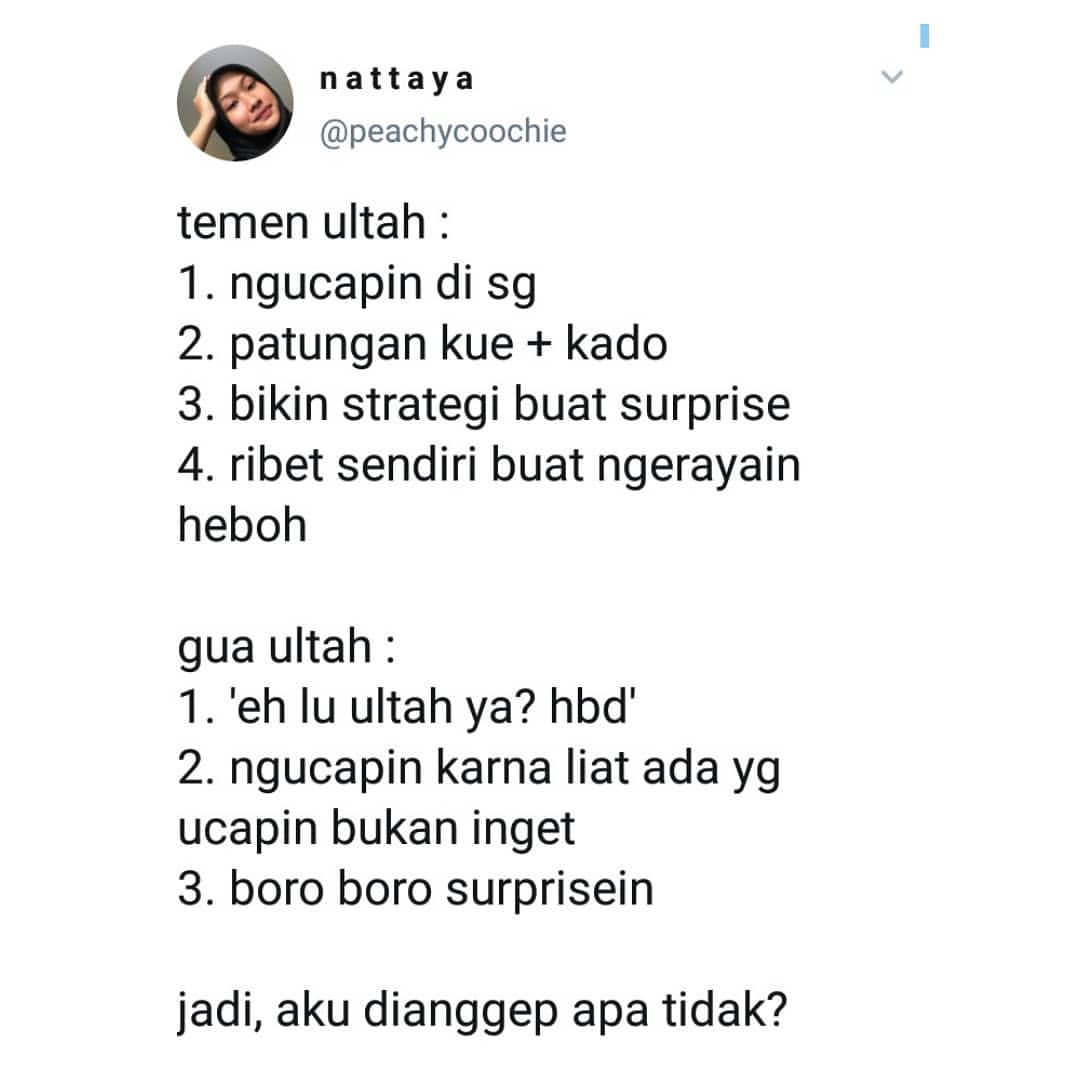 nattaya
@peachycoochie
temen ultah :
1. ngucapin di sg
2. patungan kue + kado
3. bikin strategi buat surprise
4. ribet sendiri buat ngerayain
heboh
gua ultah :
1. 'eh lu ultah ya? hbd'
2. ngucapin karna liat ada yg
ucapin bukan inget
3. boro boro surprisein
jadi, aku dianggep apa tidak?